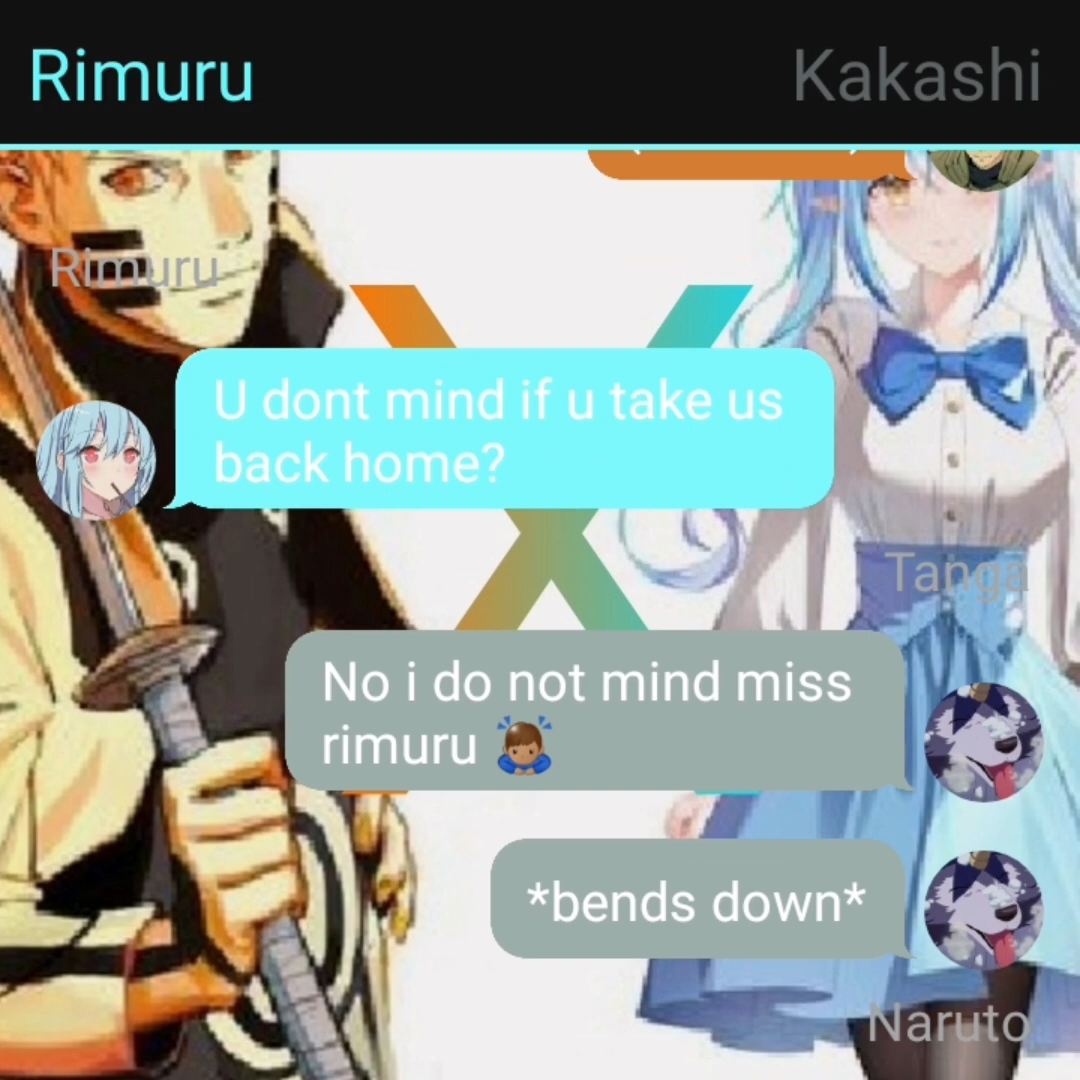 Rimuru Kakashi
Rimuru
U dont mind if u take us
back home?
Tanga
No i do not mind miss
rimuru 🙇🏽‍♂️
*bends down*
Naruto